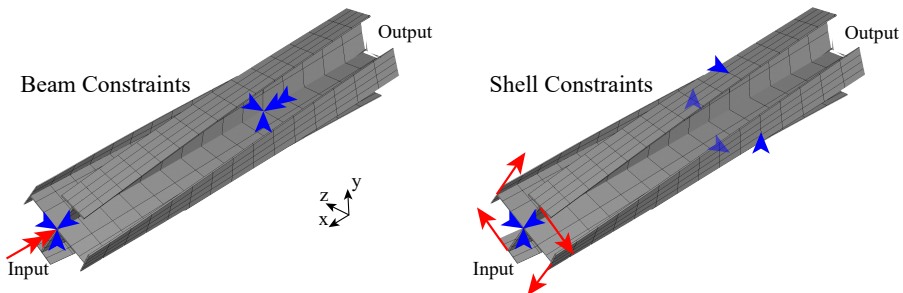 Output
Beam Constraints
y
z
x
Input
Output
Shell Constraints
Input